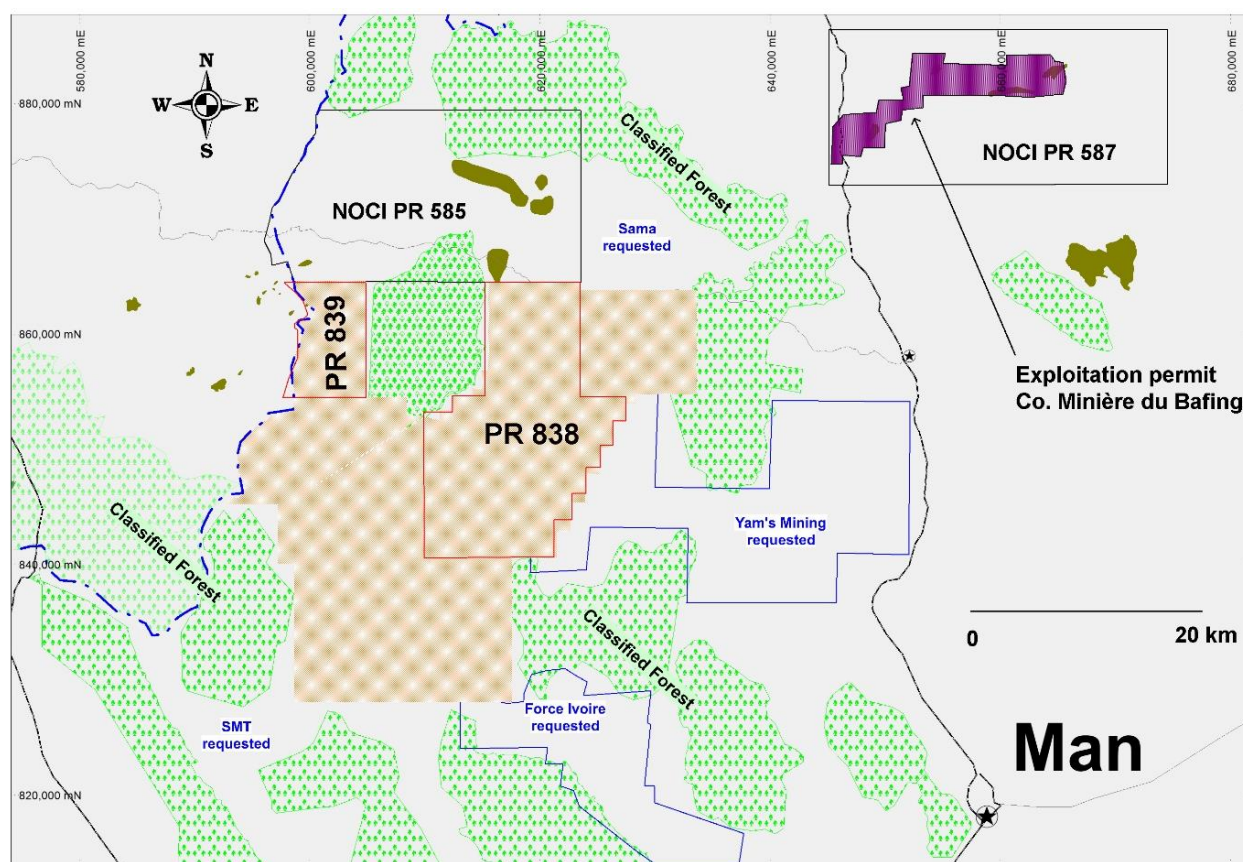 580,000 mE
600,000 mE
620,000 mE
640,000 mE
660,000 mE
680,000 mE
880,000 mN
N
W E
S
Classified Forest
NOCI PR 587
NOCI PR 585
Sama
requested
PR 839
860,000 mN
Exploitation permit
Co. Minière du Bafing
PR 838
Classified Forest
Yam's Mining
requested
840,000 mN
Classified Forest
0 20 km
SMT
requested
Force Ivoire
requested
Man
820,000 mN